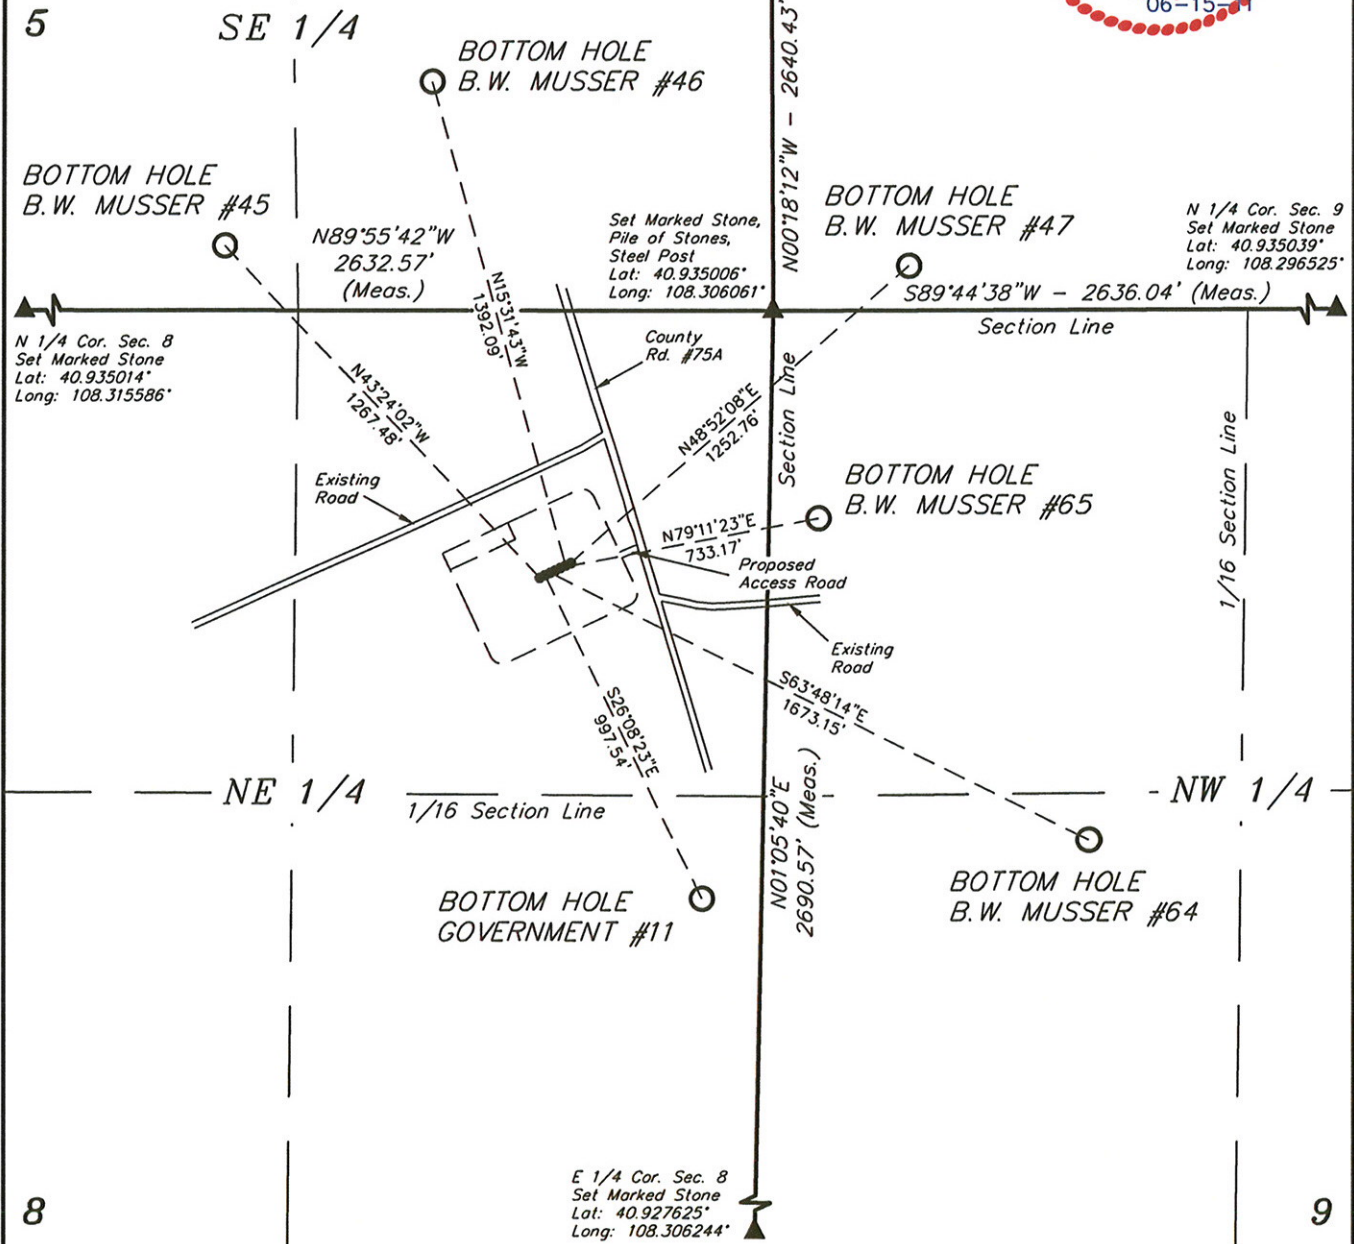 5
SE 1/4
06-15-11
BOTTOM HOLE
B.W. MUSSER #46
N00°18'12"W - 2640.43'
BOTTOM HOLE
B.W. MUSSER #45
N89°55'42"W
2632.57'
(Meas.)
Set Marked Stone,
Pile of Stones,
Steel Post
Lat: 40.935006°
Long: 108.306061°
BOTTOM HOLE
B.W. MUSSER #47
N 1/4 Cor. Sec. 9
Set Marked Stone
Lat: 40.935039°
Long: 108.296525°
S89°44'38"W - 2636.04' (Meas.)
Section Line
N 1/4 Cor. Sec. 8
Set Marked Stone
Lat: 40.935014°
Long: 108.315586°
N15°31'43"W
1392.09'
County
Rd. #75A
N43°24'02"W
1267.48'
N48°52'08"E
1252.76'
Section Line
1/16 Section Line
Existing
Road
BOTTOM HOLE
B.W. MUSSER #65
N79°11'23"E
733.17'
Proposed
Access Road
Existing
Road
S63°48'14"E
1673.15'
S26°08'23"E
997.54'
NE 1/4
1/16 Section Line
N01°05'40"E
2690.57' (Meas.)
NW 1/4
BOTTOM HOLE
GOVERNMENT #11
BOTTOM HOLE
B.W. MUSSER #64
E 1/4 Cor. Sec. 8
Set Marked Stone
Lat: 40.927625°
Long: 108.306244°
8
9